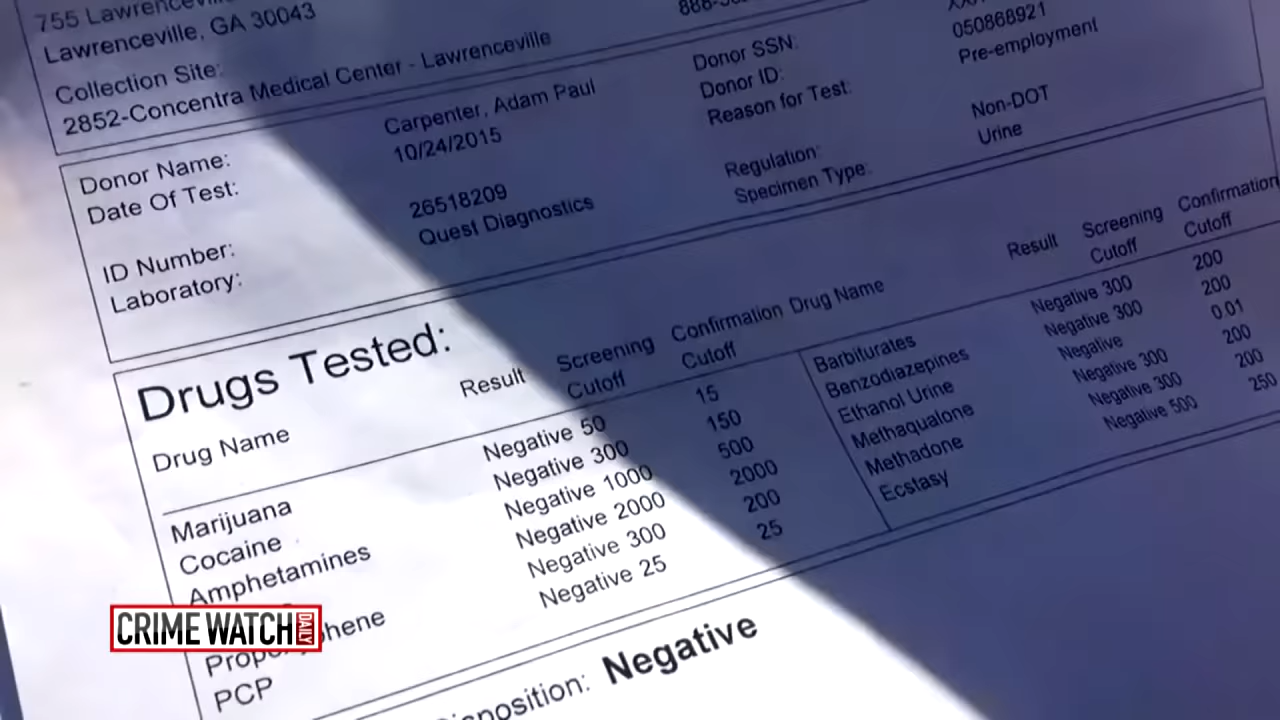 755 Lawrenceville
Lawrenceville, GA 30043
Collection Site:
2852-Concentra Medical Center - Lawrenceville
Donor Name: Carpenter, Adam Paul
Date Of Test: 10/24/2015
ID Number: 26518209
Laboratory: Quest Diagnostics
Donor SSN:
Donor ID: 050868921
Reason for Test: Pre-employment
Regulation: Non-DOT
Specimen Type: Urine
Drugs Tested:
Drug Name Result Screening Cutoff Confirmation Cutoff
Marijuana Negative 50 15
Cocaine Negative 300 150
Amphetamines Negative 1000 500
Negative 2000 2000
Negative 300 200
PCP Negative 25 25
Drug Name Result Screening Cutoff Confirmation Cutoff
Barbiturates Negative 300 200
Benzodiazepines Negative 300 200
Ethanol Urine Negative 0.01
Methaqualone Negative 300 200
Methadone Negative 300 200
Ecstasy Negative 500 250
Negative
CRIME WATCH DAILY